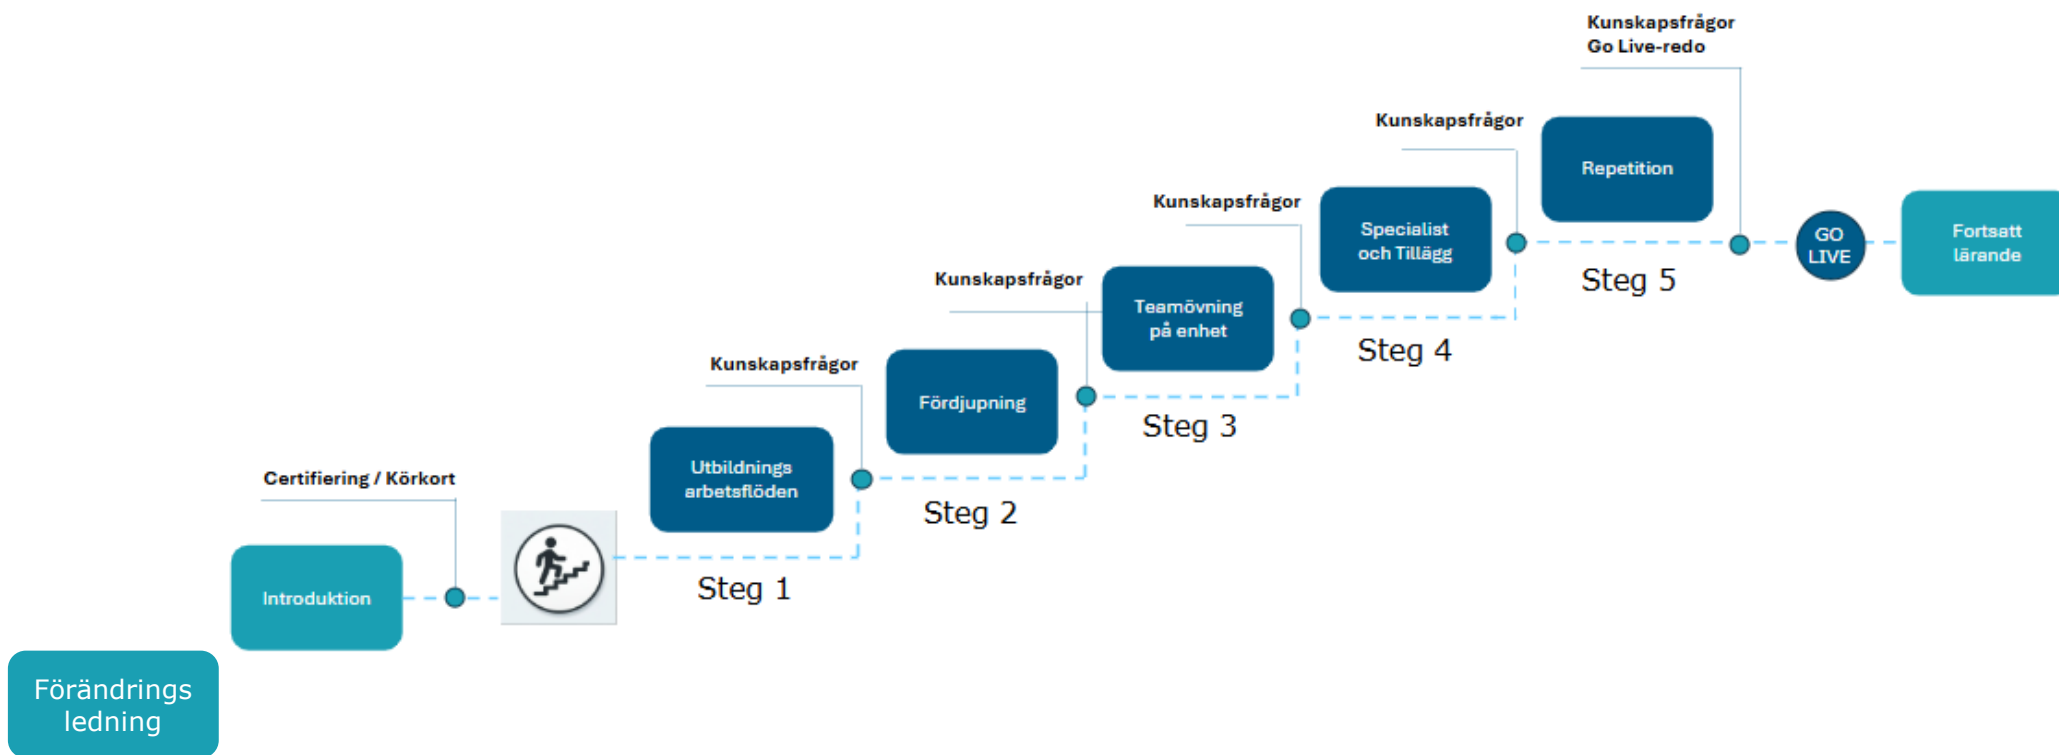 Förändrings
ledning
Introduktion
Certifiering / Körkort
Utbildnings
arbetsflöden
Steg 1
Kunskapsfrågor
Fördjupning
Steg 2
Kunskapsfrågor
Teamövning
på enhet
Steg 3
Kunskapsfrågor
Specialist
och Tillägg
Steg 4
Kunskapsfrågor
Repetition
Steg 5
Kunskapsfrågor
Go Live-redo
GO
LIVE
Fortsatt
lärande